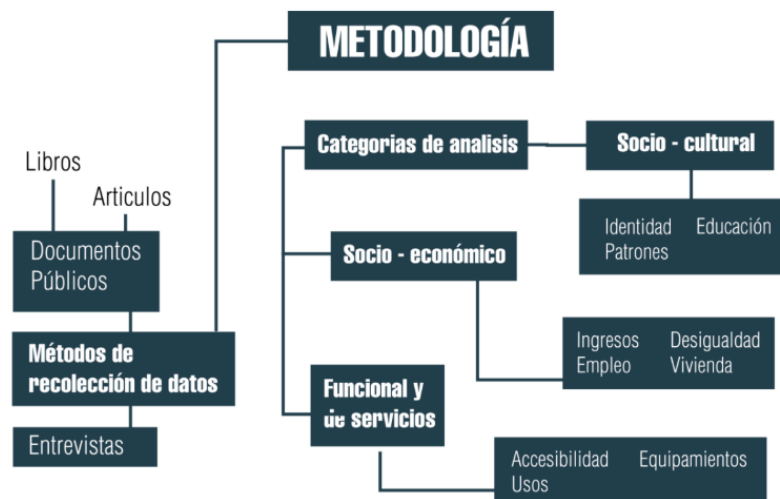 METODOLOGÍA
Libros
Articulos
Documentos
Públicos
Métodos de
recolección de datos
Entrevistas
Categorias de analisis
Socio - cultural
Identidad Educación
Patrones
Socio - económico
Ingresos Desigualdad
Empleo Vivienda
Funcional y
de servicios
Accesibilidad Equipamientos
Usos